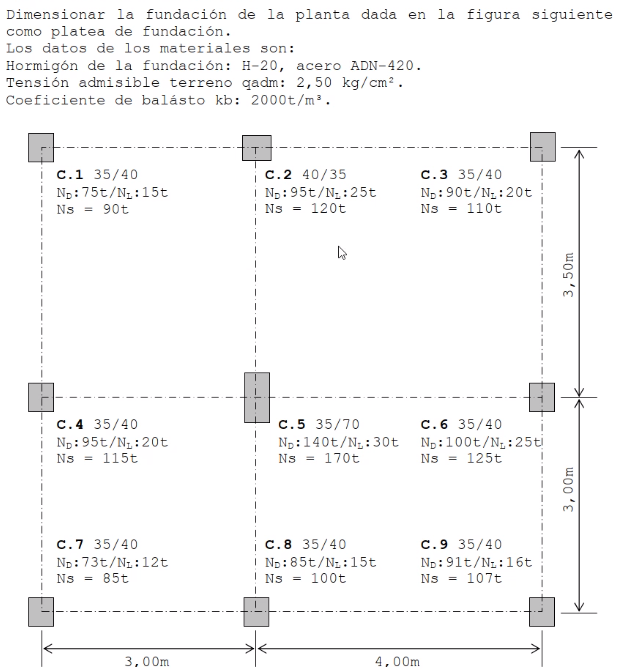 Dimensionar la fundación de la planta dada en la figura siguiente
como platea de fundación.
Los datos de los materiales son:
Hormigón de la fundación: H-20, acero ADN-420.
Tensión admisible terreno qadm: 2,50 kg/cm².
Coeficiente de balásto kb: 2000t/m³.
C.1 35/40
N_D:75t/N_L:15t
Ns = 90t
C.2 40/35
N_D:95t/N_L:25t
Ns = 120t
C.3 35/40
N_D:90t/N_L:20t
Ns = 110t
3,50m
C.4 35/40
N_D:95t/N_L:20t
Ns = 115t
C.5 35/70
N_D:140t/N_L:30t
Ns = 170t
C.6 35/40
N_D:100t/N_L:25t
Ns = 125t
3,00m
C.7 35/40
N_D:73t/N_L:12t
Ns = 85t
C.8 35/40
N_D:85t/N_L:15t
Ns = 100t
C.9 35/40
N_D:91t/N_L:16t
Ns = 107t
3,00m
4,00m